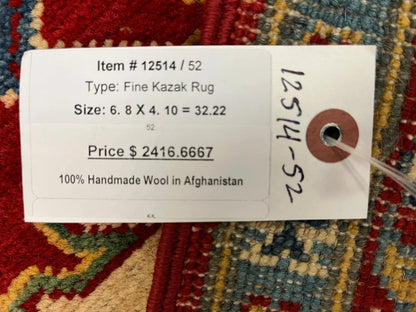 Item # 12514 / 52
Type: Fine Kazak Rug
Size: 6. 8 X 4. 10 = 32.22
52
Price $ 2416.6667
100% Handmade Wool in Afghanistan
12514-52